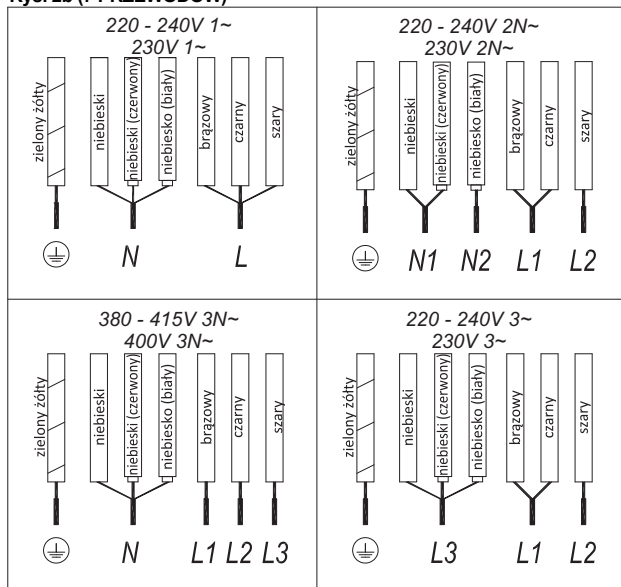 220 - 240V 1~
230V 1~
zielony żółty
niebieski
niebieski (czerwony)
niebiesko (biały)
brązowy
czarny
szary
N
L
220 - 240V 2N~
230V 2N~
zielony żółty
niebieski
niebieski (czerwony)
niebiesko (biały)
brązowy
czarny
szary
N1
N2
L1
L2
380 - 415V 3N~
400V 3N~
zielony żółty
niebieski
niebieski (czerwony)
niebiesko (biały)
brązowy
czarny
szary
N
L1
L2
L3
220 - 240V 3~
230V 3~
zielony żółty
niebieski
niebieski (czerwony)
niebiesko (biały)
brązowy
czarny
szary
L3
L1
L2